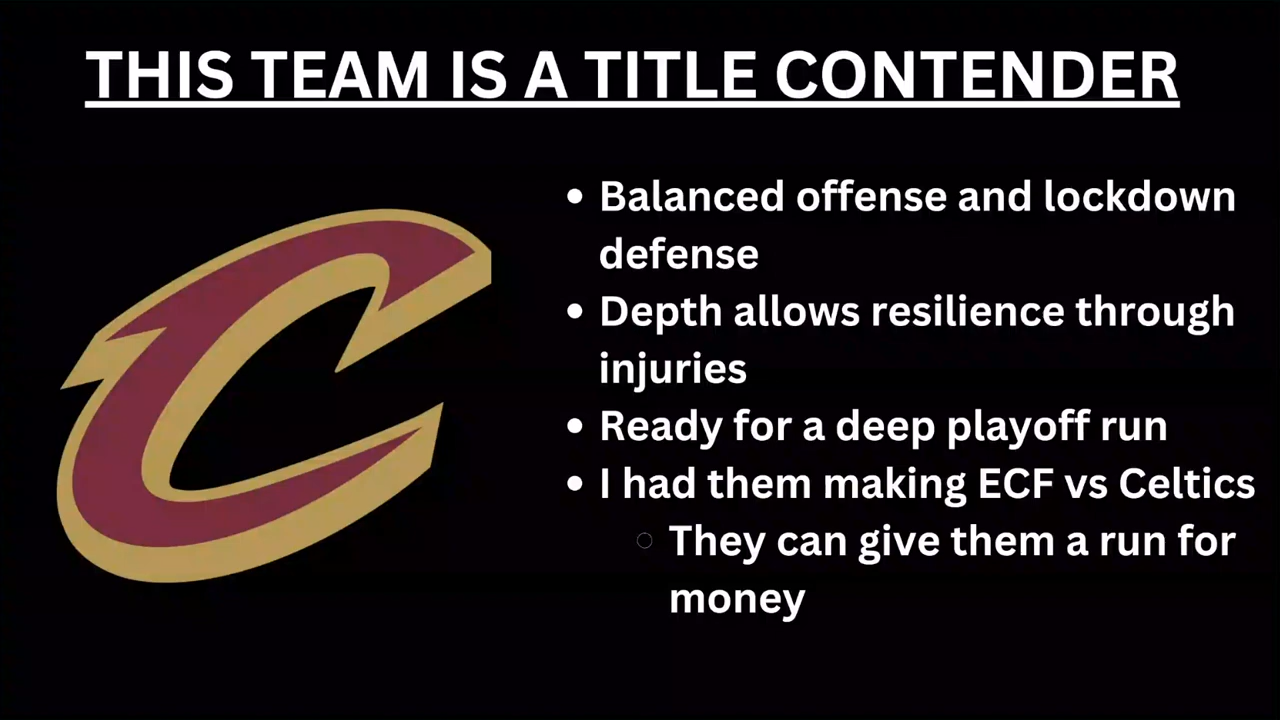 THIS TEAM IS A TITLE CONTENDER
• Balanced offense and lockdown
defense
• Depth allows resilience through
injuries
• Ready for a deep playoff run
• I had them making ECF vs Celtics
○ They can give them a run for
money